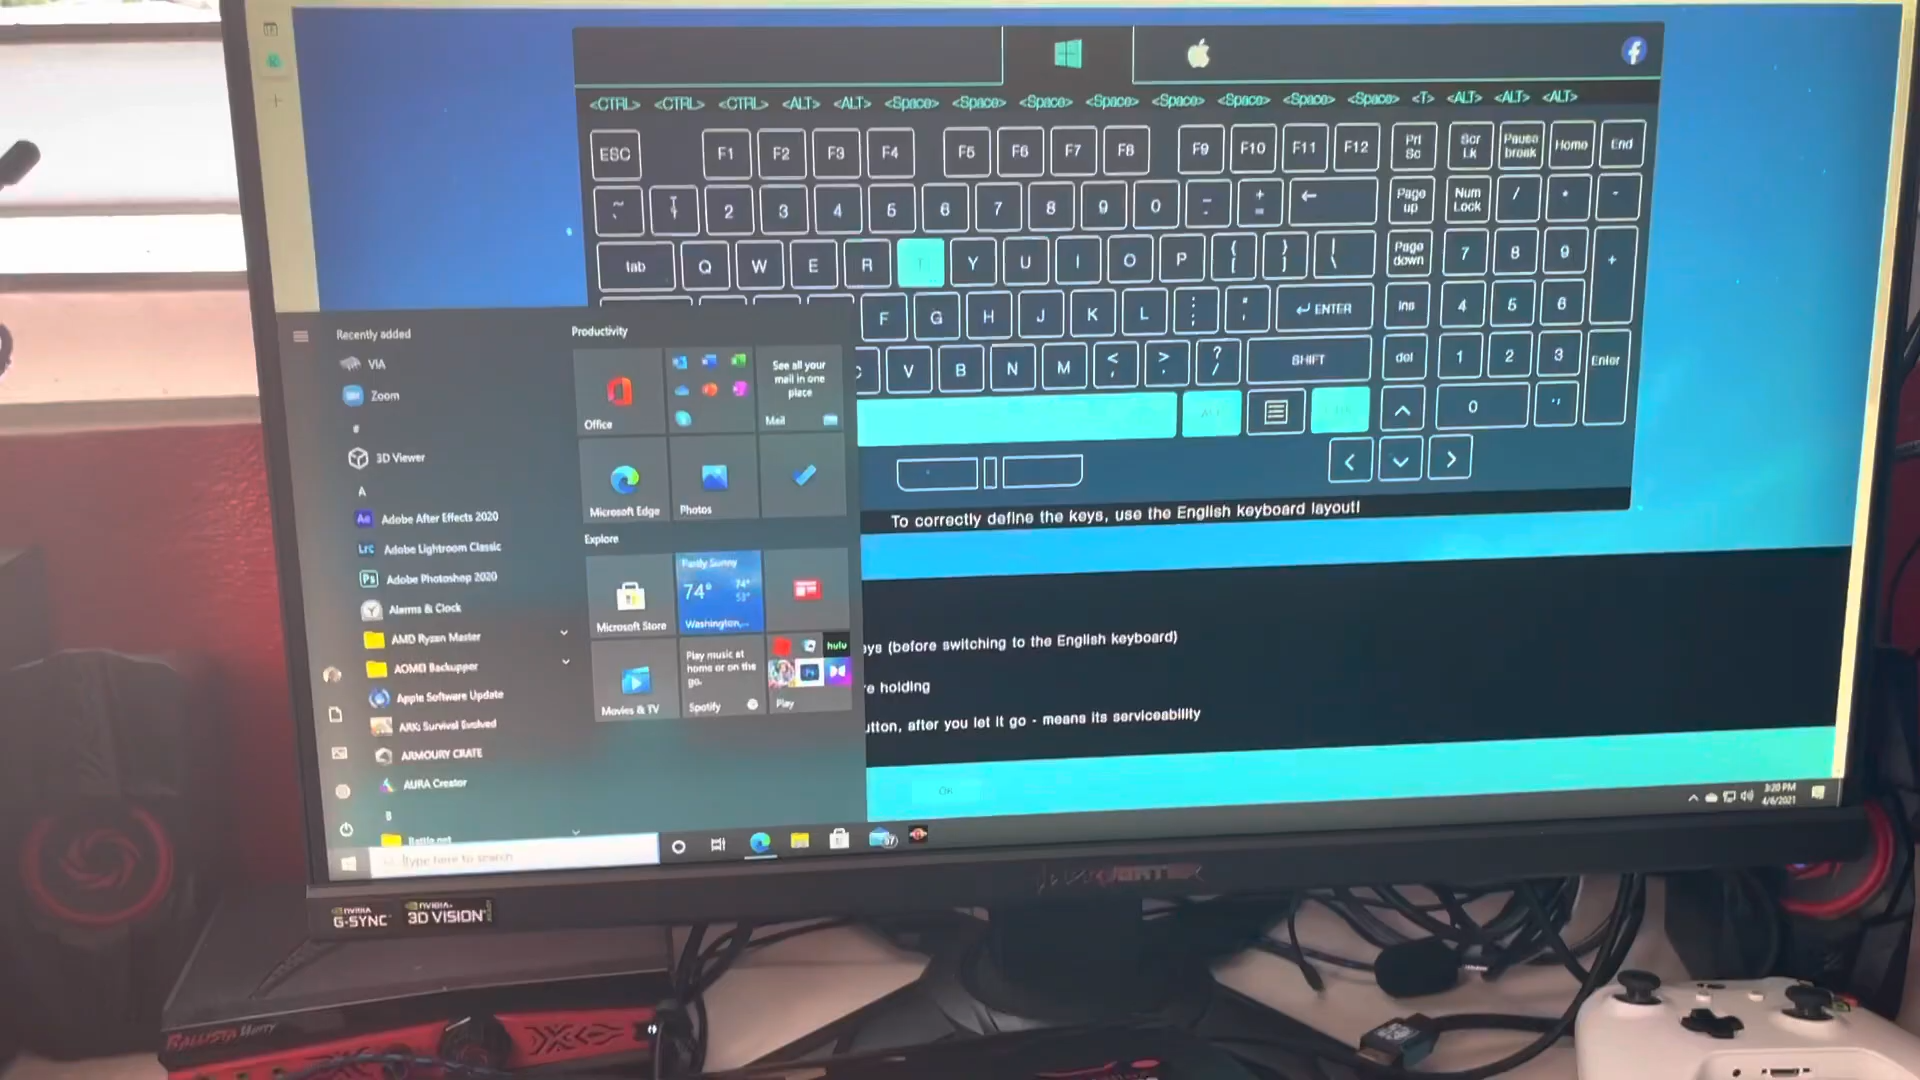 <CTRL> <CTRL> <CTRL> <ALT> <ALT> <Space> <Space> <Space> <Space> <Space> <Space> <Space> <Space> <T> <ALT> <ALT> <ALT>
ESC F1 F2 F3 F4 F5 F6 F7 F8 F9 F10 F11 F12 Prt Sc Scr Lk Pause break Home End
~ 2 3 4 5 6 7 8 9 0 - + = ← Page up Num Lock / * -
tab Q W E R T Y U I O P { [ } ] | \ Page down 7 8 9 +
F G H J K L ; " ' ↵ ENTER Ins 4 5 6
V B N M < , > . ? / SHIFT del 1 2 3 Enter
ALT 0
To correctly define the keys, use the English keyboard layout!
ys (before switching to the English keyboard)
e holding
utton, after you let it go - means its serviceability
OK
Recently added
VIA
Zoom
#
3D Viewer
A
Adobe After Effects 2020
Adobe Lightroom Classic
Adobe Photoshop 2020
Alarms & Clock
AMD Ryzen Master
AOMEI Backupper
Apple Software Update
ARK: Survival Evolved
ARMOURY CRATE
AURA Creator
B
Battle.net
Productivity
Office
See all your mail in one place
Mail
Microsoft Edge
Photos
Explore
Microsoft Store
Partly Sunny
74° 74° 53°
Washington,...
Movies & TV
Play music at home or on the go.
Spotify
hulu
Play
Type here to search
3:20 PM
4/6/2021
NVIDIA G-SYNC
NVIDIA 3D VISION
BALLISTA